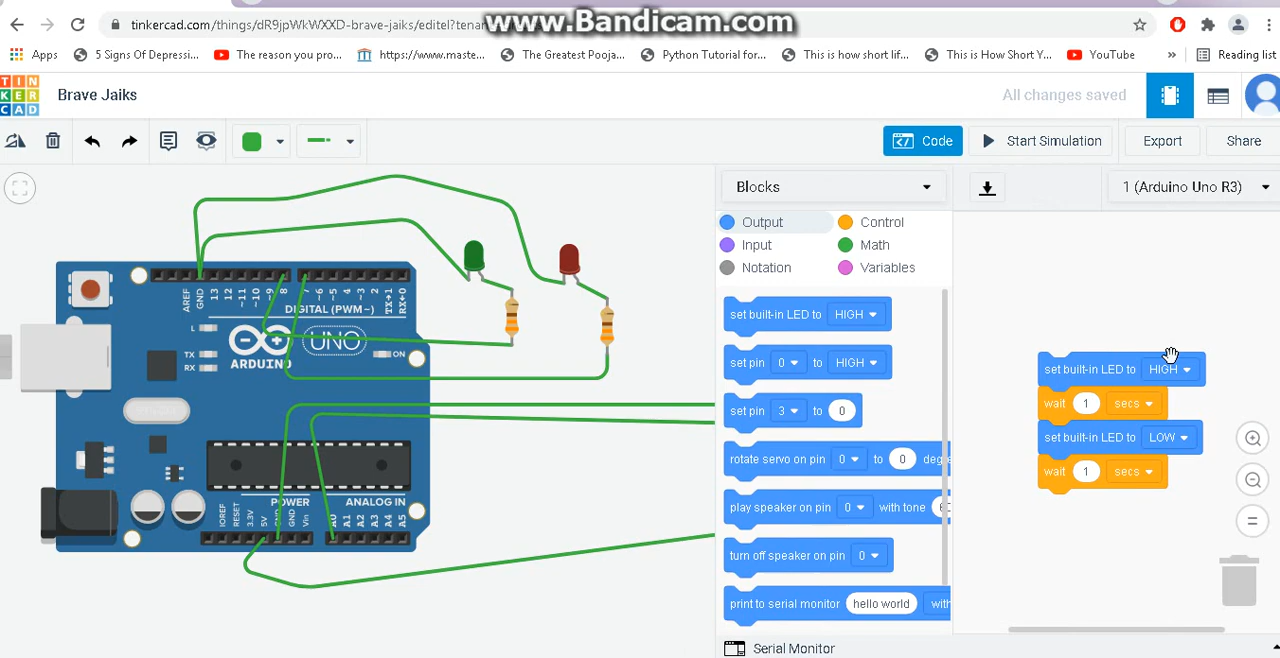 www.Bandicam.com
tinkercad.com/things/dR9jpWkWXXD-brave-jaiks/editel?tena
Apps
5 Signs Of Depressi...
The reason you pro...
https://www.maste...
The Greatest Pooja...
Python Tutorial for...
This is how short lif...
This is How Short Y...
YouTube
»
Reading list
TIN
KER
CAD
Brave Jaiks
All changes saved
Code
Start Simulation
Export
Share
Blocks
1 (Arduino Uno R3)
Output
Control
Input
Math
Notation
Variables
set built-in LED to HIGH
set pin 0 to HIGH
set pin 3 to 0
rotate servo on pin 0 to 0 degre
play speaker on pin 0 with tone 6
turn off speaker on pin 0
print to serial monitor hello world with
set built-in LED to HIGH
wait 1 secs
set built-in LED to LOW
wait 1 secs
AREF
GND
13
12
~11
~10
~9
8
7
~6
~5
4
~3
2
TX→1
RX←0
DIGITAL (PWM~)
L
TX
RX
UNO
ON
ARDUINO
POWER
ANALOG IN
IOREF
RESET
3.3V
5V
GND
Vin
A0
A1
A2
A3
A4
A5
Serial Monitor